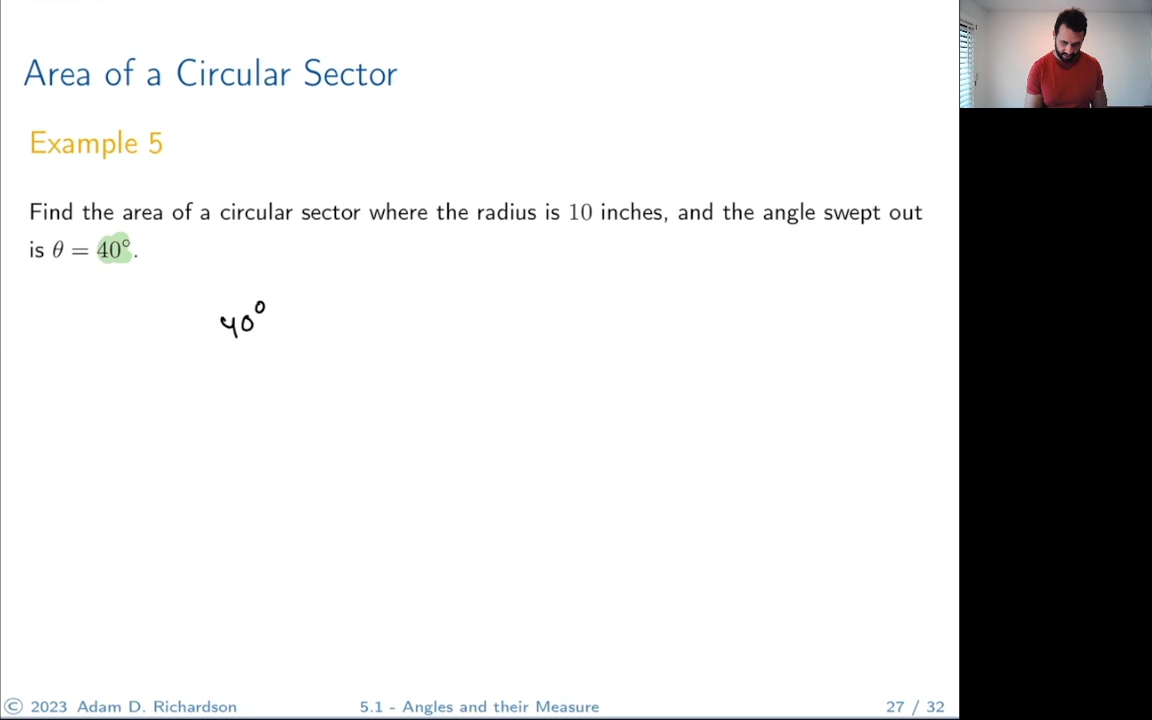 Area of a Circular Sector
Example 5
Find the area of a circular sector where the radius is 10 inches, and the angle swept out
is θ = 40°.
40°
© 2023 Adam D. Richardson 5.1 - Angles and their Measure 27 / 32